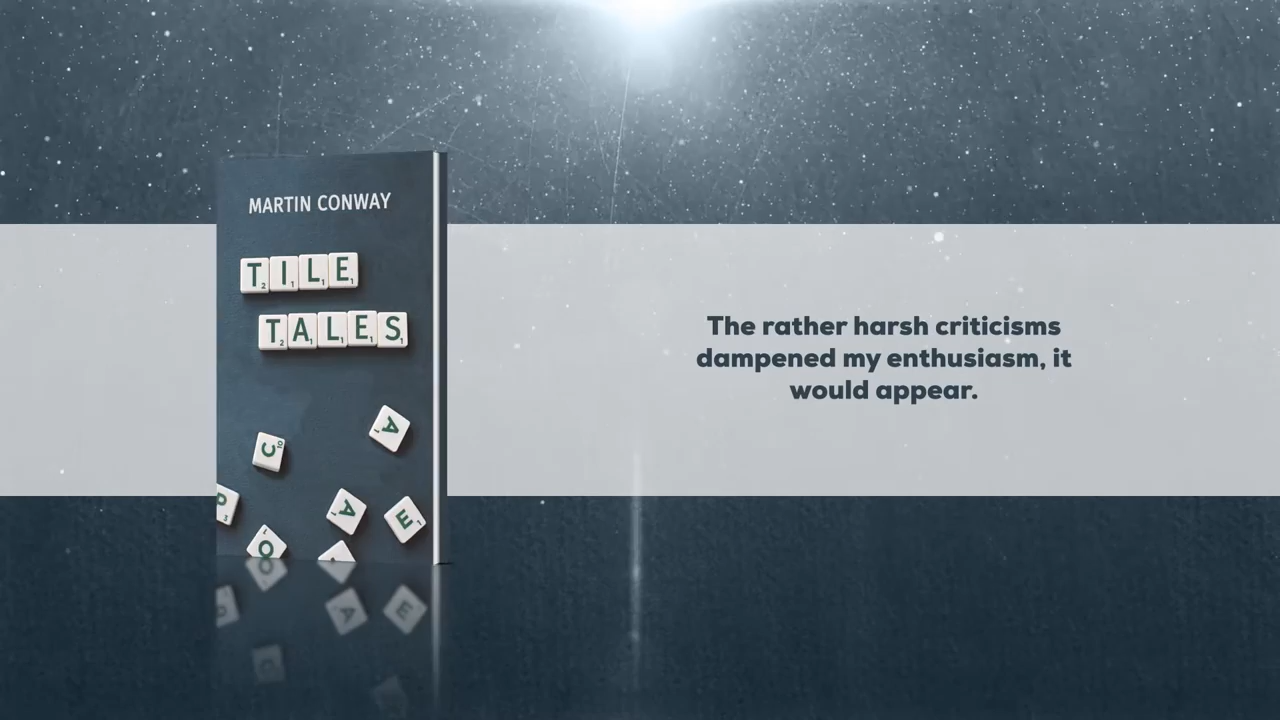 MARTIN CONWAY
TILE
TALES
C
A
P
A
E
O
The rather harsh criticisms
dampened my enthusiasm, it
would appear.